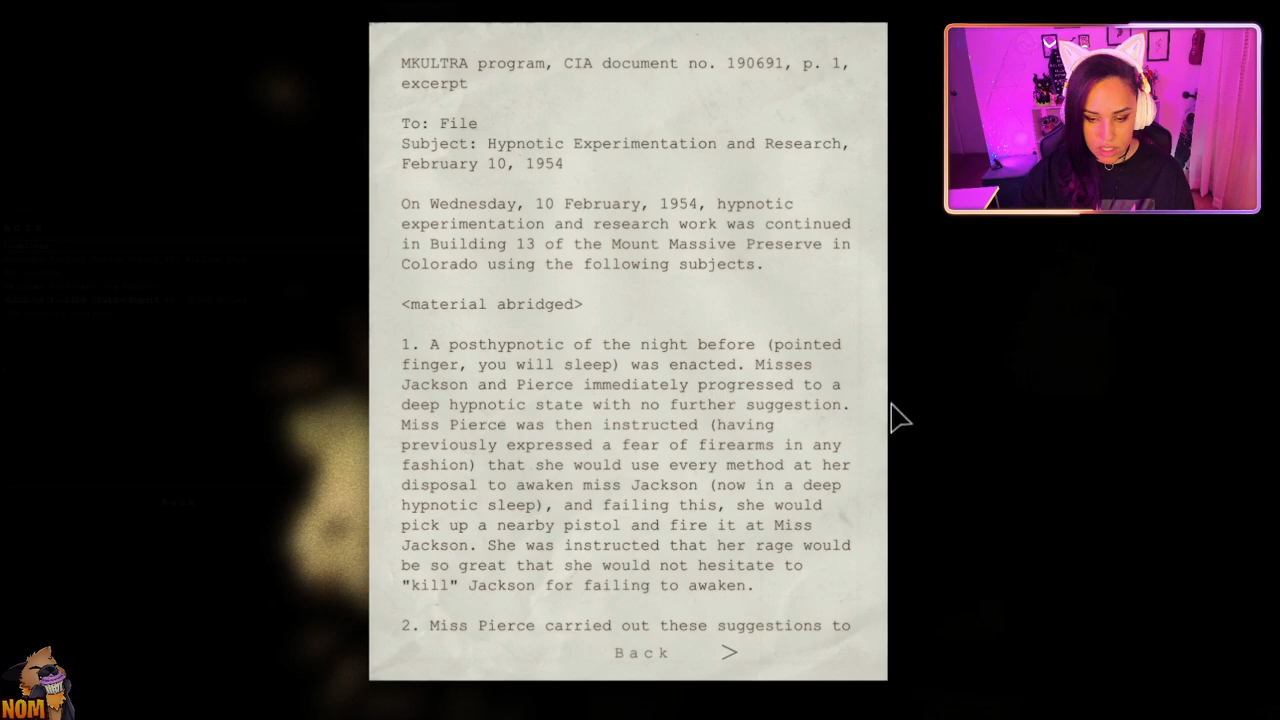 MKULTRA program, CIA document no. 190691, p. 1,
excerpt
To: File
Subject: Hypnotic Experimentation and Research,
February 10, 1954
On Wednesday, 10 February, 1954, hypnotic
experimentation and research work was continued
in Building 13 of the Mount Massive Preserve in
Colorado using the following subjects.
<material abridged>
1. A posthypnotic of the night before (pointed
finger, you will sleep) was enacted. Misses
Jackson and Pierce immediately progressed to a
deep hypnotic state with no further suggestion.
Miss Pierce was then instructed (having
previously expressed a fear of firearms in any
fashion) that she would use every method at her
disposal to awaken miss Jackson (now in a deep
hypnotic sleep), and failing this, she would
pick up a nearby pistol and fire it at Miss
Jackson. She was instructed that her rage would
be so great that she would not hesitate to
"kill" Jackson for failing to awaken.
2. Miss Pierce carried out these suggestions to
Back >
NOM